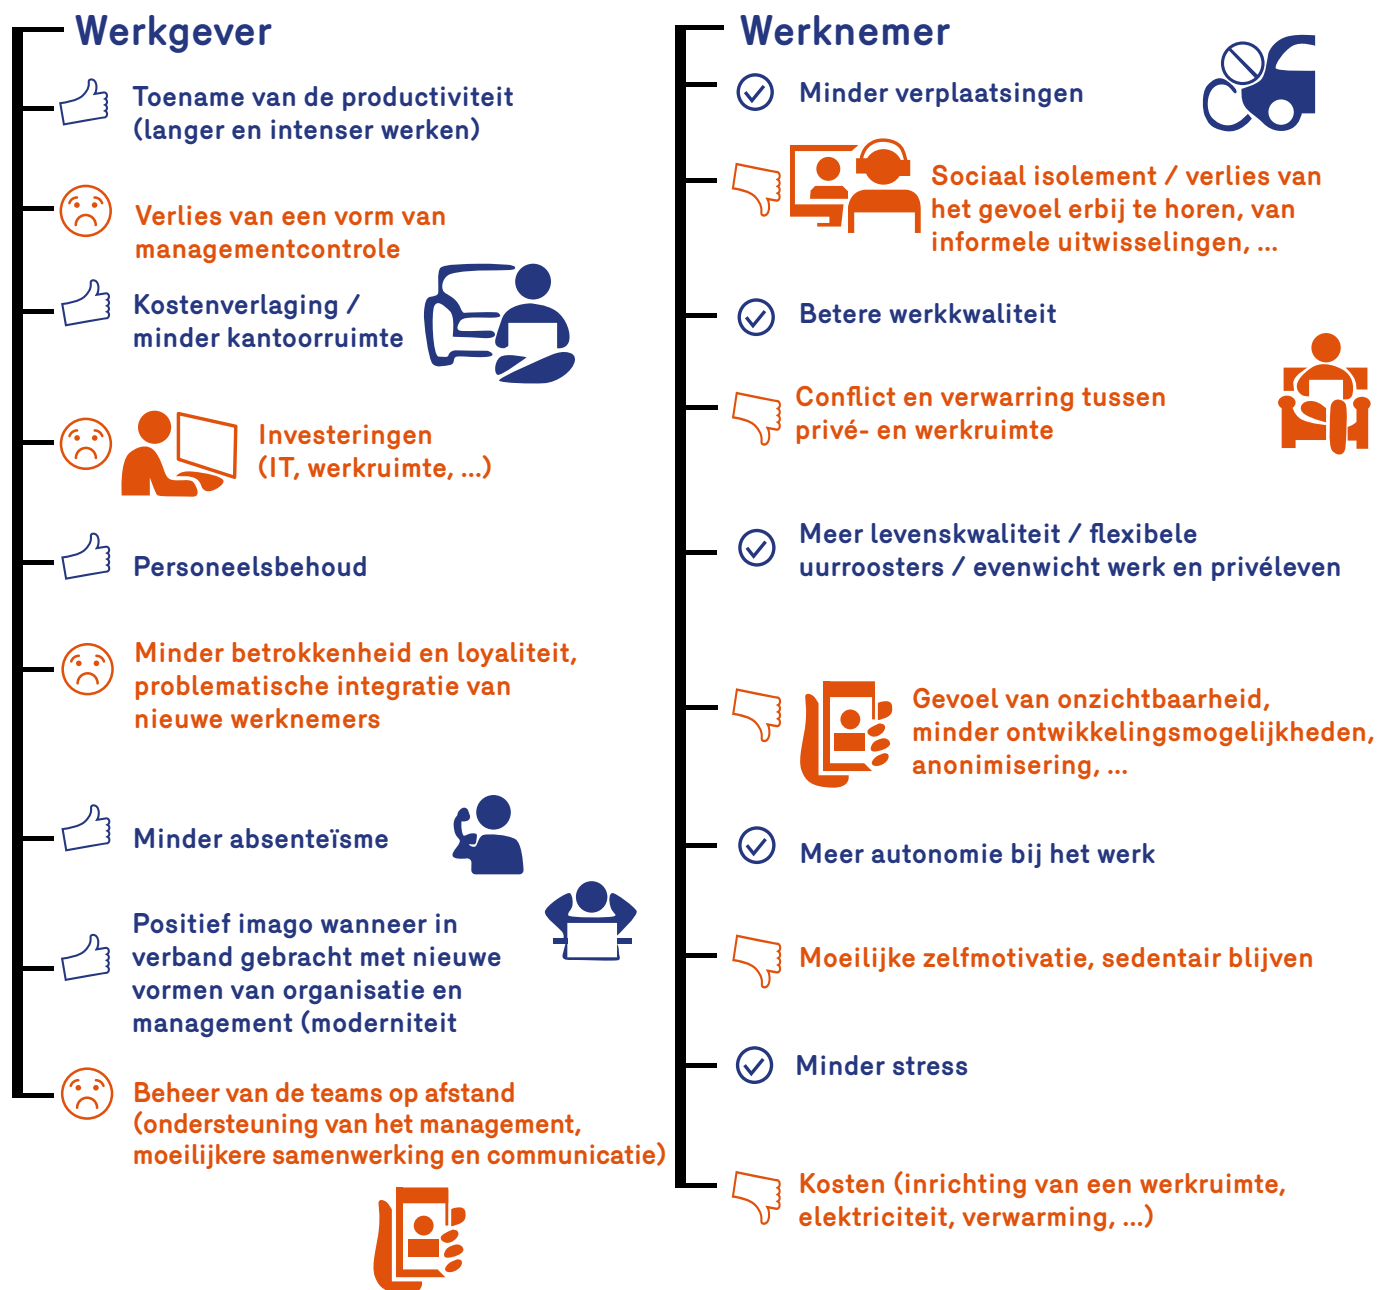 Werkgever
Toename van de productiviteit
(langer en intenser werken)
Verlies van een vorm van
managementcontrole
Kostenverlaging /
minder kantoorruimte
Investeringen
(IT, werkruimte, ...)
Personeelsbehoud
Minder betrokkenheid en loyaliteit,
problematische integratie van
nieuwe werknemers
Minder absenteïsme
Positief imago wanneer in
verband gebracht met nieuwe
vormen van organisatie en
management (moderniteit
Beheer van de teams op afstand
(ondersteuning van het management,
moeilijkere samenwerking en communicatie)
Werknemer
Minder verplaatsingen
Sociaal isolement / verlies van
het gevoel erbij te horen, van
informele uitwisselingen, ...
Betere werkkwaliteit
Conflict en verwarring tussen
privé- en werkruimte
Meer levenskwaliteit / flexibele
uurroosters / evenwicht werk en privéleven
Gevoel van onzichtbaarheid,
minder ontwikkelingsmogelijkheden,
anonimisering, ...
Meer autonomie bij het werk
Moeilijke zelfmotivatie, sedentair blijven
Minder stress
Kosten (inrichting van een werkruimte,
elektriciteit, verwarming, ...)